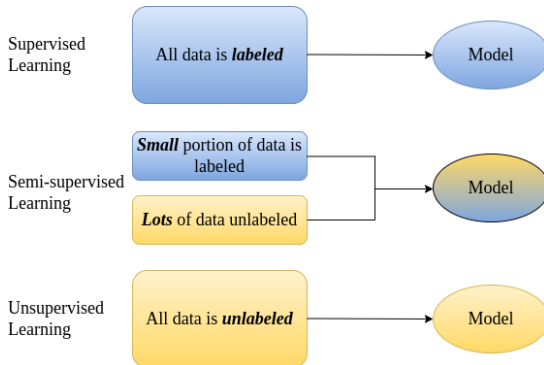 Supervised
Learning
All data is labeled
Model
Small portion of data is
labeled
Semi-supervised
Learning
Lots of data unlabeled
Model
Unsupervised
Learning
All data is unlabeled
Model